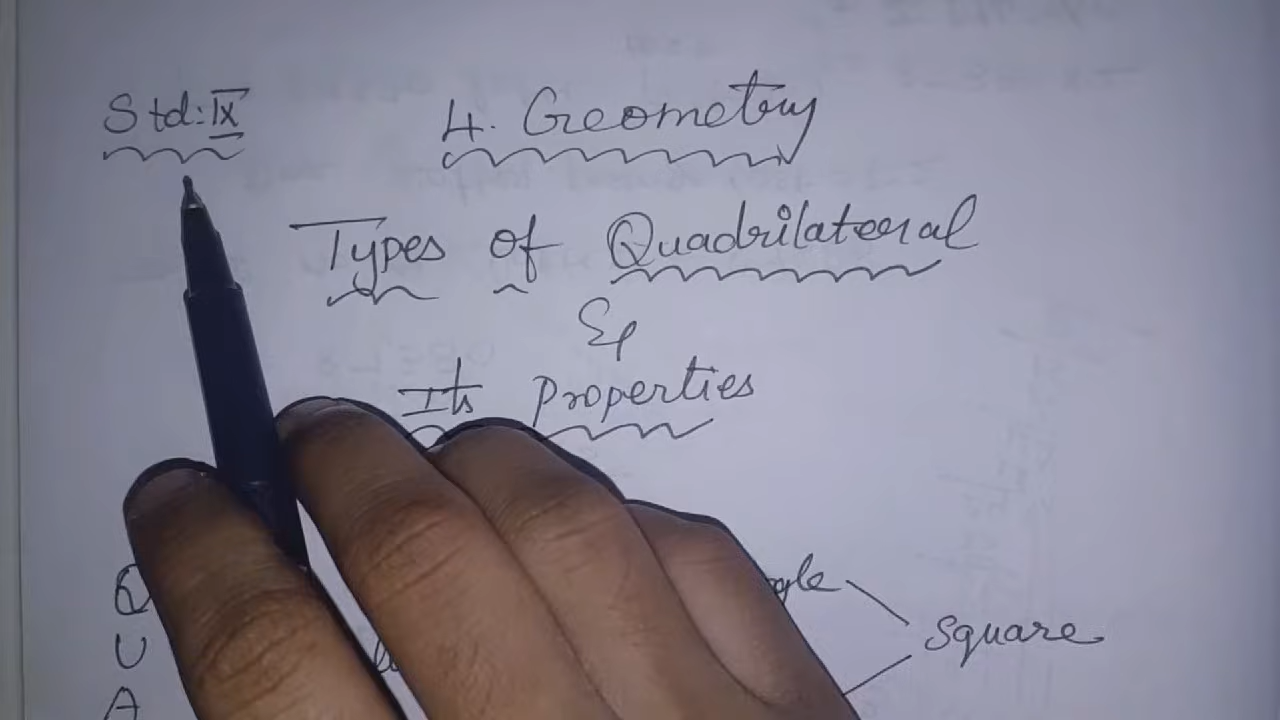 Std: IX
4. Geometry
Types of Quadrilateral
&
Its Properties
Q
U
A
Square